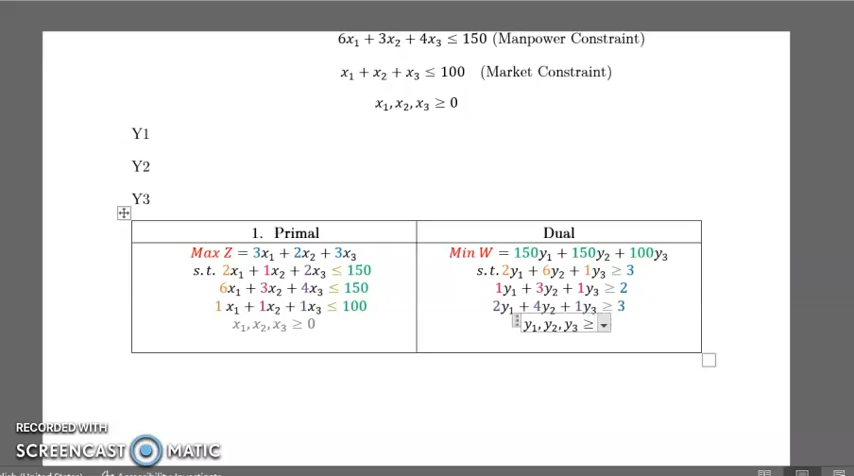 6x₁ + 3x₂ + 4x₃ ≤ 150 (Manpower Constraint)
x₁ + x₂ + x₃ ≤ 100 (Market Constraint)
x₁, x₂, x₃ ≥ 0
Y1
Y2
Y3
1. Primal
Max Z = 3x₁ + 2x₂ + 3x₃
s.t. 2x₁ + 1x₂ + 2x₃ ≤ 150
6x₁ + 3x₂ + 4x₃ ≤ 150
1 x₁ + 1x₂ + 1x₃ ≤ 100
x₁, x₂, x₃ ≥ 0
Dual
Min W = 150y₁ + 150y₂ + 100y₃
s.t. 2y₁ + 6y₂ + 1y₃ ≥ 3
1y₁ + 3y₂ + 1y₃ ≥ 2
2y₁ + 4y₂ + 1y₃ ≥ 3
y₁, y₂, y₃ ≥
RECORDED WITH
SCREENCAST MATIC